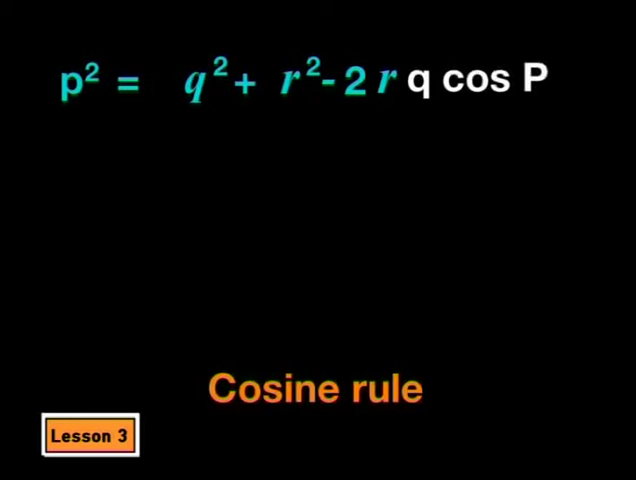 p² = q² + r² - 2 r q cos P
Cosine rule
Lesson 3